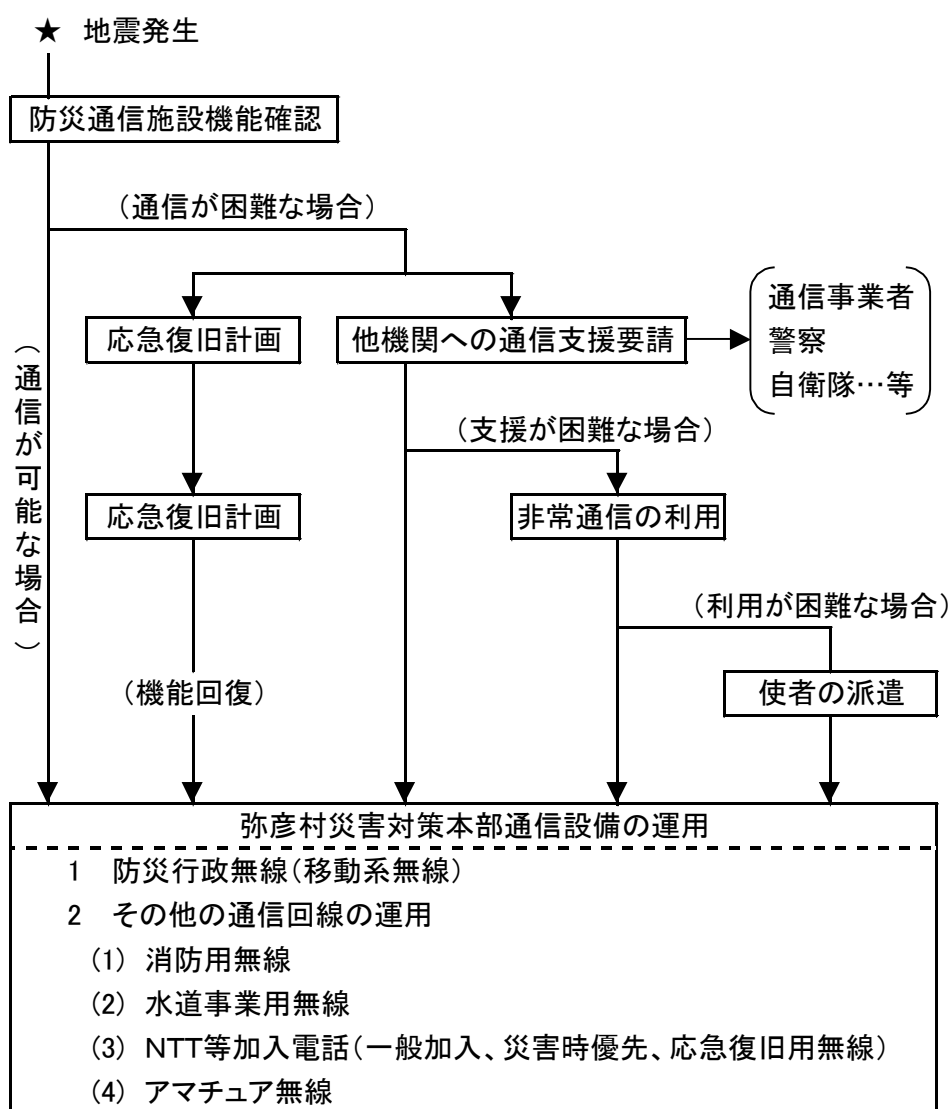 ★ 地震発生
防災通信施設機能確認
（通信が困難な場合）
（通信が可能な場合）
応急復旧計画
他機関への通信支援要請
通信事業者
警察
自衛隊…等
（支援が困難な場合）
応急復旧計画
非常通信の利用
（利用が困難な場合）
（機能回復）
使者の派遣
弥彦村災害対策本部通信設備の運用
1 防災行政無線（移動系無線）
2 その他の通信回線の運用
(1) 消防用無線
(2) 水道事業用無線
(3) NTT等加入電話（一般加入、災害時優先、応急復旧用無線）
(4) アマチュア無線